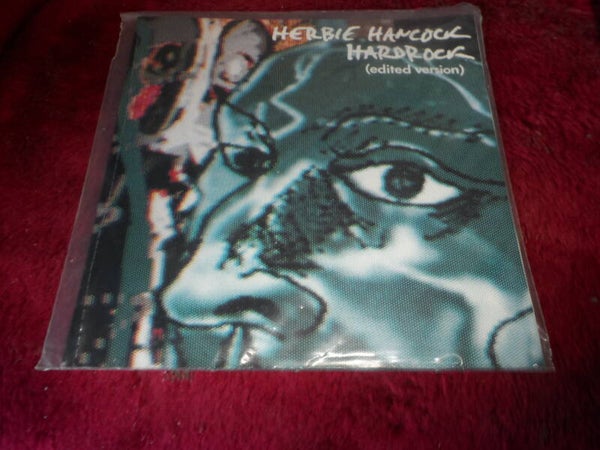 HERBIE HANCOCK
HARDROCK
(edited version)